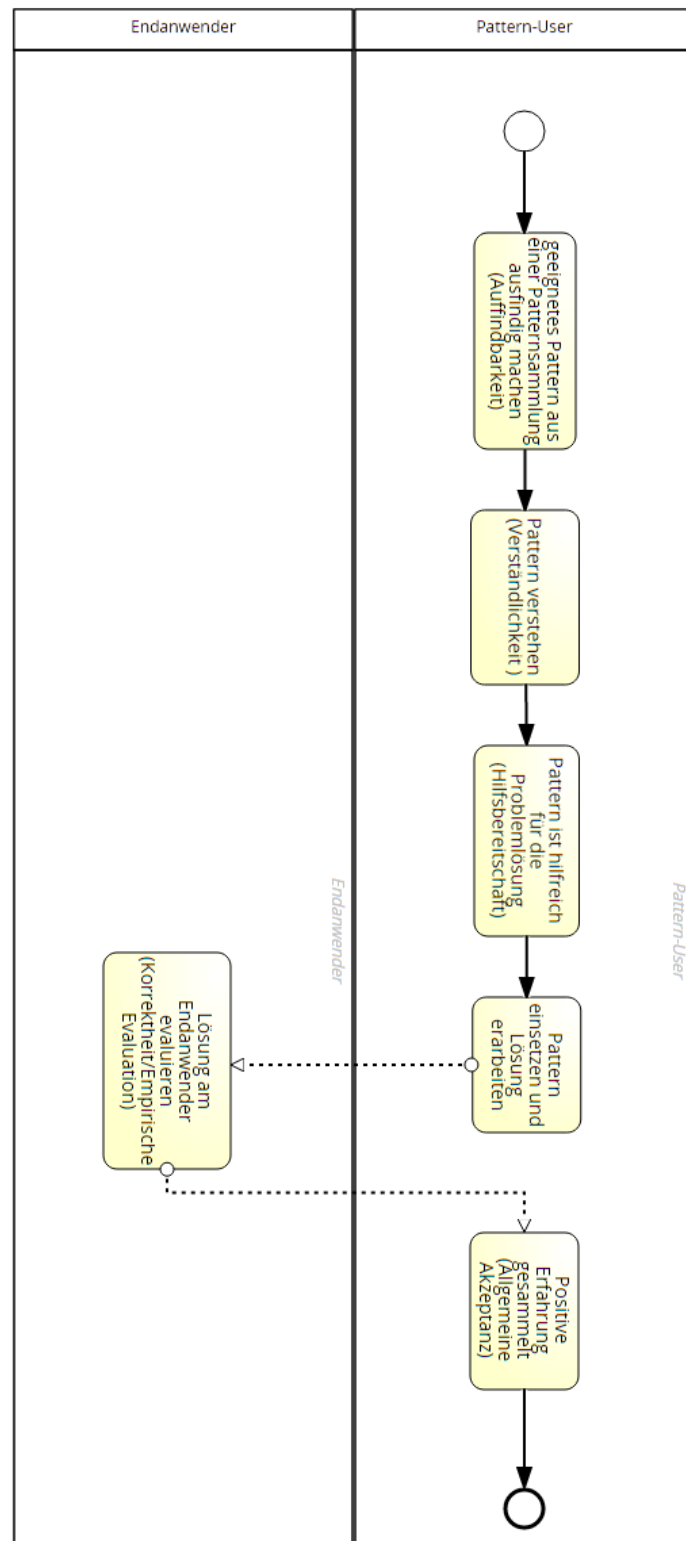 Endanwender
Pattern-User
geeignetes Pattern aus
einer Patternsammlung
ausfindig machen
(Auffindbarkeit)
Pattern verstehen
(Verständlichkeit )
Pattern ist hilfreich
für die
Problemlösung
(Hilfsbereitschaft)
Pattern-User
Endanwender
Pattern
einsetzen und
Lösung
erarbeiten
Lösung am
Endanwender
evaluieren
(Korrektheit/Empirische
Evaluation)
Positive
Erfahrung
gesammelt
(Allgemeine
Akzeptanz)